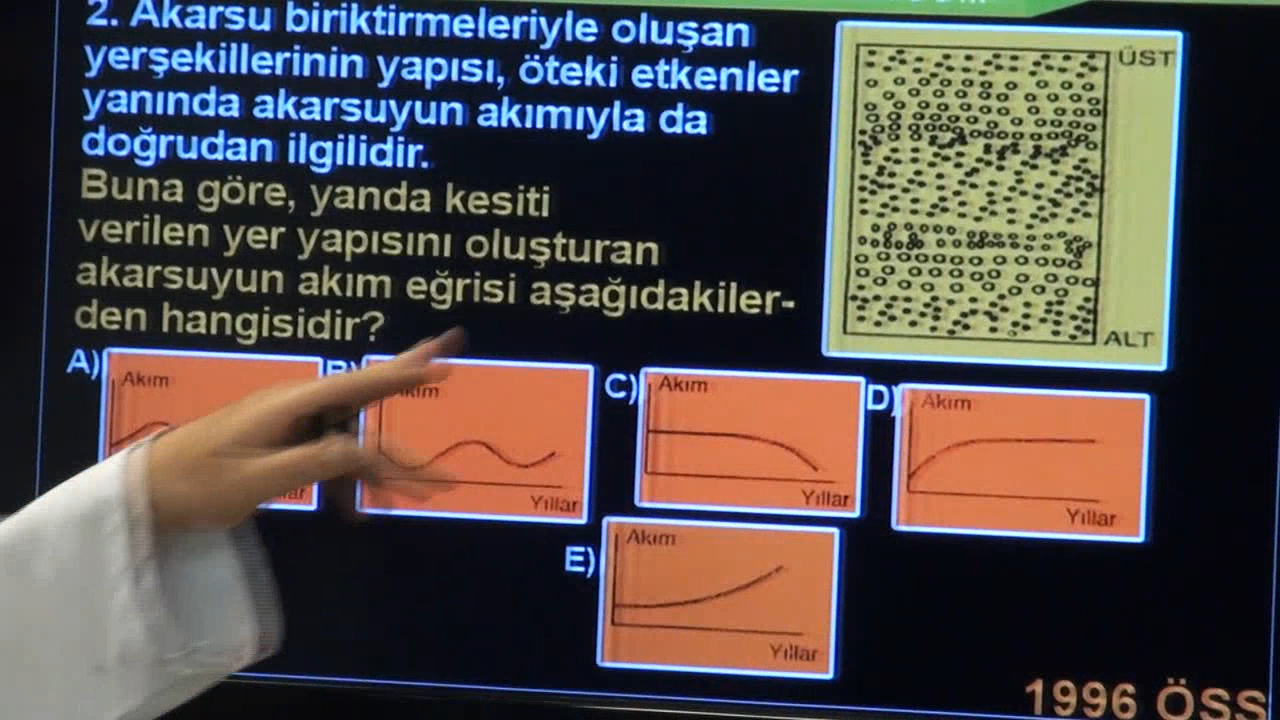 2. Akarsu biriktirmeleriyle oluşan
yerşekillerinin yapısı, öteki etkenler
yanında akarsuyun akımıyla da
doğrudan ilgilidir.
Buna göre, yanda kesiti
verilen yer yapısını oluşturan
akarsuyun akım eğrisi aşağıdakiler-
den hangisidir?
ÜST
ALT
A)
Akım
B)
Yıllar
C)
Akım
Yıllar
D)
Akım
Yıllar
E)
Akım
Yıllar
1996 ÖSS